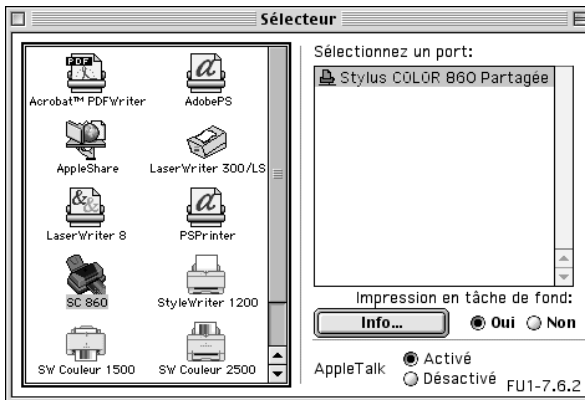 Sélecteur
Acrobat™ PDFWriter
AdobePS
AppleShare
LaserWriter 300/LS
LaserWriter 8
PSPrinter
SC 860
StyleWriter 1200
SW Couleur 1500
SW Couleur 2500
Sélectionnez un port:
Stylus COLOR 860 Partagée
Impression en tâche de fond:
Info... Oui Non
AppleTalk
Activé
Désactivé
FU1-7.6.2